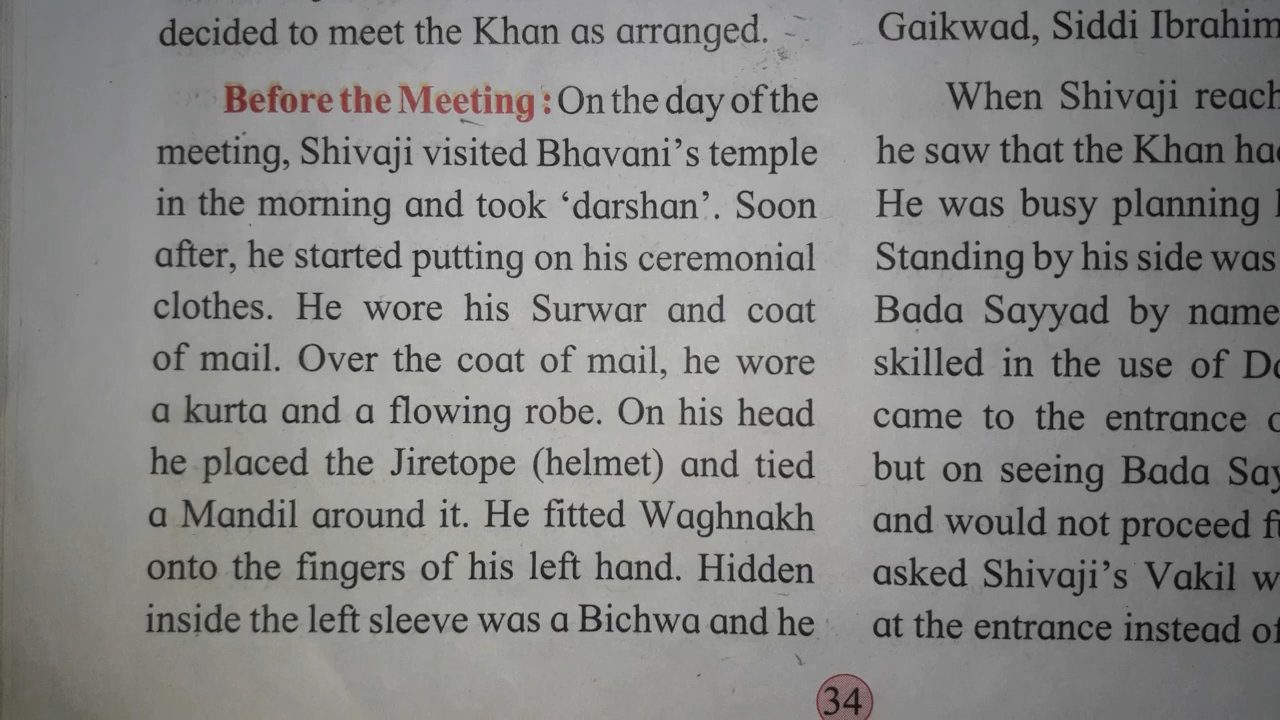 decided to meet the Khan as arranged.
Before the Meeting : On the day of the
meeting, Shivaji visited Bhavani's temple
in the morning and took 'darshan'. Soon
after, he started putting on his ceremonial
clothes. He wore his Surwar and coat
of mail. Over the coat of mail, he wore
a kurta and a flowing robe. On his head
he placed the Jiretope (helmet) and tied
a Mandil around it. He fitted Waghnakh
onto the fingers of his left hand. Hidden
inside the left sleeve was a Bichwa and he
Gaikwad, Siddi Ibrahim
When Shivaji reach
he saw that the Khan
He was busy planning
Standing by his side was
Bada Sayyad by name
skilled in the use of
came to the entrance
but on seeing Bada
and would not proceed
asked Shivaji's Vakil
at the entrance instead of
34